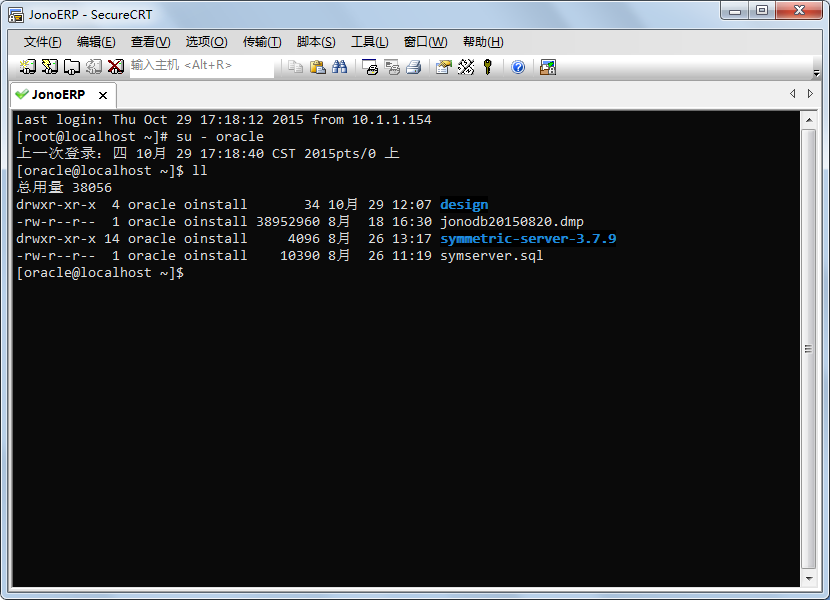 JonoERP - SecureCRT
文件(F) 编辑(E) 查看(V) 选项(O) 传输(T) 脚本(S) 工具(L) 窗口(W) 帮助(H)
输入主机 <Alt+R>
JonoERP
Last login: Thu Oct 29 17:18:12 2015 from 10.1.1.154
[root@localhost ~]# su - oracle
上一次登录：四 10月 29 17:18:40 CST 2015pts/0 上
[oracle@localhost ~]$ ll
总用量 38056
drwxr-xr-x  4 oracle oinstall       34 10月 29 12:07 design
-rw-r--r--  1 oracle oinstall 38952960 8月  18 16:30 jonodb20150820.dmp
drwxr-xr-x 14 oracle oinstall     4096 8月  26 13:17 symmetric-server-3.7.9
-rw-r--r--  1 oracle oinstall    10390 8月  26 11:19 symserver.sql
[oracle@localhost ~]$